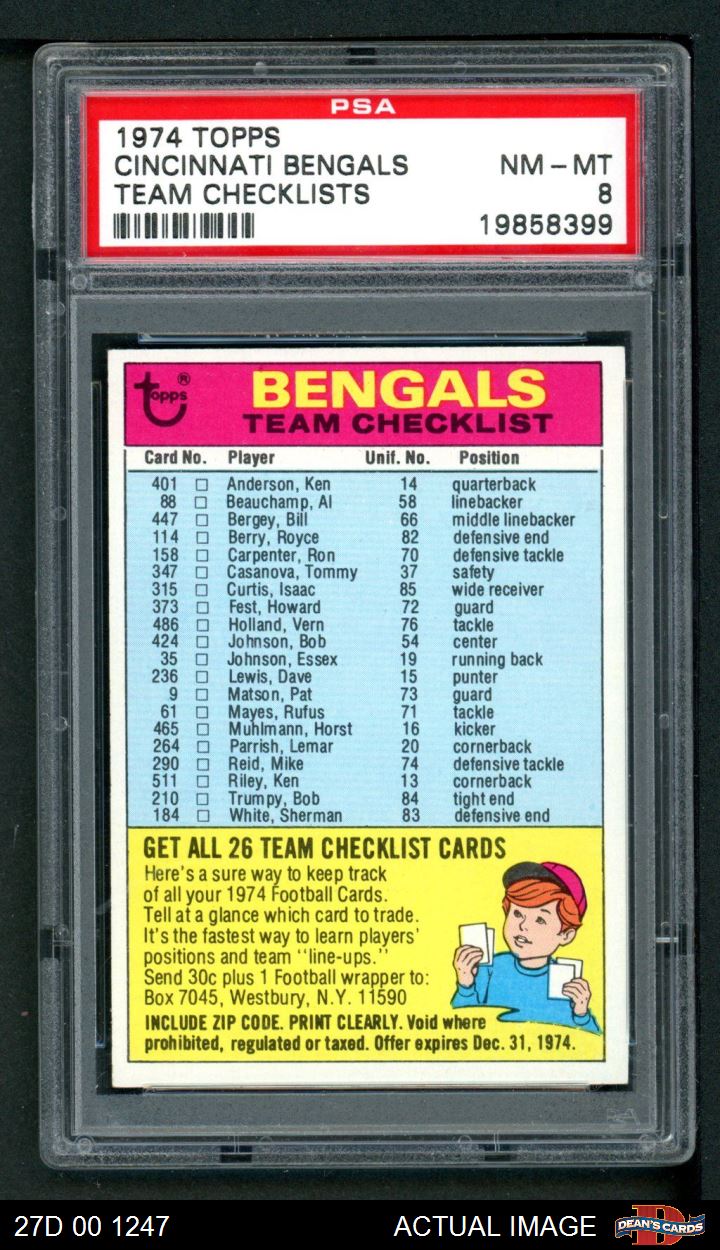 PSA
1974 TOPPS
CINCINNATI BENGALS NM – MT
TEAM CHECKLISTS 8
19858399
topps®
BENGALS
TEAM CHECKLIST
Card No. Player Unif. No. Position
401 □ Anderson, Ken 14 quarterback
88 □ Beauchamp, Al 58 linebacker
447 □ Bergey, Bill 66 middle linebacker
114 □ Berry, Royce 82 defensive end
158 □ Carpenter, Ron 70 defensive tackle
347 □ Casanova, Tommy 37 safety
315 □ Curtis, Isaac 85 wide receiver
373 □ Fest, Howard 72 guard
486 □ Holland, Vern 76 tackle
424 □ Johnson, Bob 54 center
35 □ Johnson, Essex 19 running back
236 □ Lewis, Dave 15 punter
9 □ Matson, Pat 73 guard
61 □ Mayes, Rufus 71 tackle
465 □ Muhlmann, Horst 16 kicker
264 □ Parrish, Lemar 20 cornerback
290 □ Reid, Mike 74 defensive tackle
511 □ Riley, Ken 13 cornerback
210 □ Trumpy, Bob 84 tight end
184 □ White, Sherman 83 defensive end
GET ALL 26 TEAM CHECKLIST CARDS
Here's a sure way to keep track
of all your 1974 Football Cards.
Tell at a glance which card to trade.
It's the fastest way to learn players'
positions and team "line-ups."
Send 30c plus 1 Football wrapper to:
Box 7045, Westbury, N.Y. 11590
INCLUDE ZIP CODE. PRINT CLEARLY. Void where
prohibited, regulated or taxed. Offer expires Dec. 31, 1974.
PSA
27D 00 1247 ACTUAL IMAGE DEAN'S CARDS